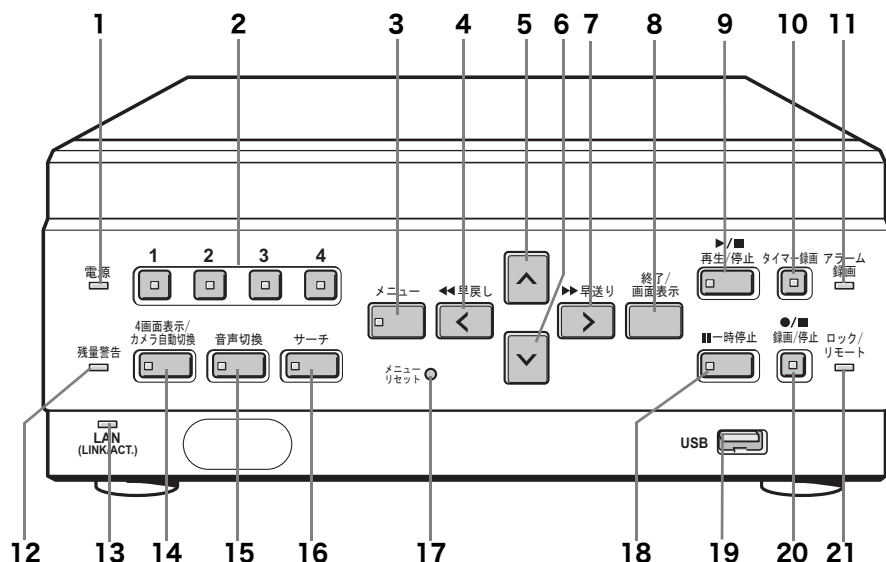 1 2 3 4 5 6 7 8 9 10 11
電源
1 2 3 4
メニュー
◀◀早戻し
▶▶早送り
終了/
画面表示
▶/■
再生/停止
タイマー録画
アラーム
録画
残量警告
4画面表示/
カメラ自動切換
音声切換
サーチ
メニュー
リセット
一時停止
●/■
録画/停止
ロック/
リモート
LAN
(LINK/ACT.)
USB
12 13 14 15 16 17 18 19 20 21